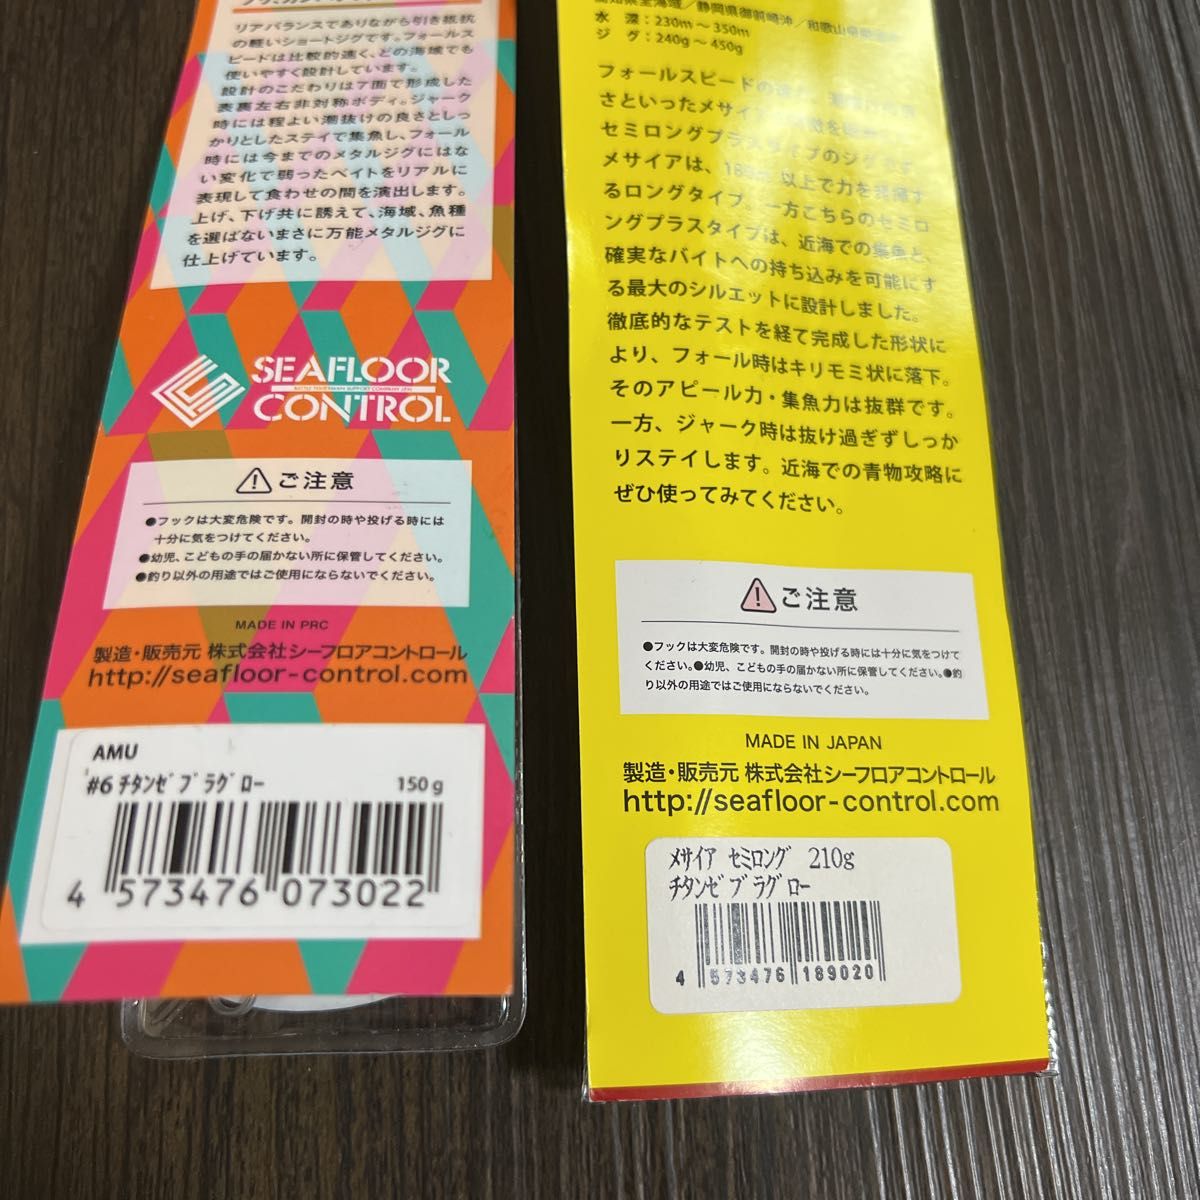 リアバランスでありながら引き抵抗
の軽いショートジグです。フォールス
ピードは比較的速く、どの海域でも
使いやすく設計しています。
設計のこだわりは7面で形成した
表裏左右非対称ボディ。ジャーク
時には程よい潮抜けの良さとしっ
かりとしたステイで集魚し、フォール
時には今までのメタルジグにはな
い変化で弱ったベイトをリアルに
表現して食わせの間を演出します。
上げ、下げ共に誘えて、海域、魚種
を選ばないまさに万能メタルジグに
仕上げています。
SEAFLOOR
CONTROL
ご注意
●フックは大変危険です。開封の時や投げる時には
十分に気をつけてください。
●幼児、こどもの手の届かない所に保管してください。
●釣り以外の用途ではご使用にならないでください。
MADE IN PRC
製造・販売元 株式会社シーフロアコントロール
http://seafloor-control.com
AMU
#6 チタンゼブラグロー 150g
4 573476 073022
高知県全海域／静岡県御前崎沖／和歌山県
水 深：230m～350m
ジ グ：240g～450g
フォールスピードの
さといったメサイア
セミロングプラスタイプのジグ
メサイアは、以上で力を発揮す
るロングタイプ。一方こちらのセミロ
ングプラスタイプは、近海での集魚と、
確実なバイトへの持ち込みを可能にす
る最大のシルエットに設計しました。
徹底的なテストを経て完成した形状に
より、フォール時はキリモミ状に落下。
そのアピール力・集魚力は抜群です。
一方、ジャーク時は抜け過ぎずしっか
りステイします。近海での青物攻略に
ぜひ使ってみてください。
ご注意
●フックは大変危険です。開封の時や投げる時には十分に気をつけて
ください。●幼児、こどもの手の届かない所に保管してください。●釣
り以外の用途ではご使用にならないでください。
MADE IN JAPAN
製造・販売元 株式会社シーフロアコントロール
http://seafloor-control.com
メサイア セミロング 210g
チタンゼブラグロー
4 573476 189020